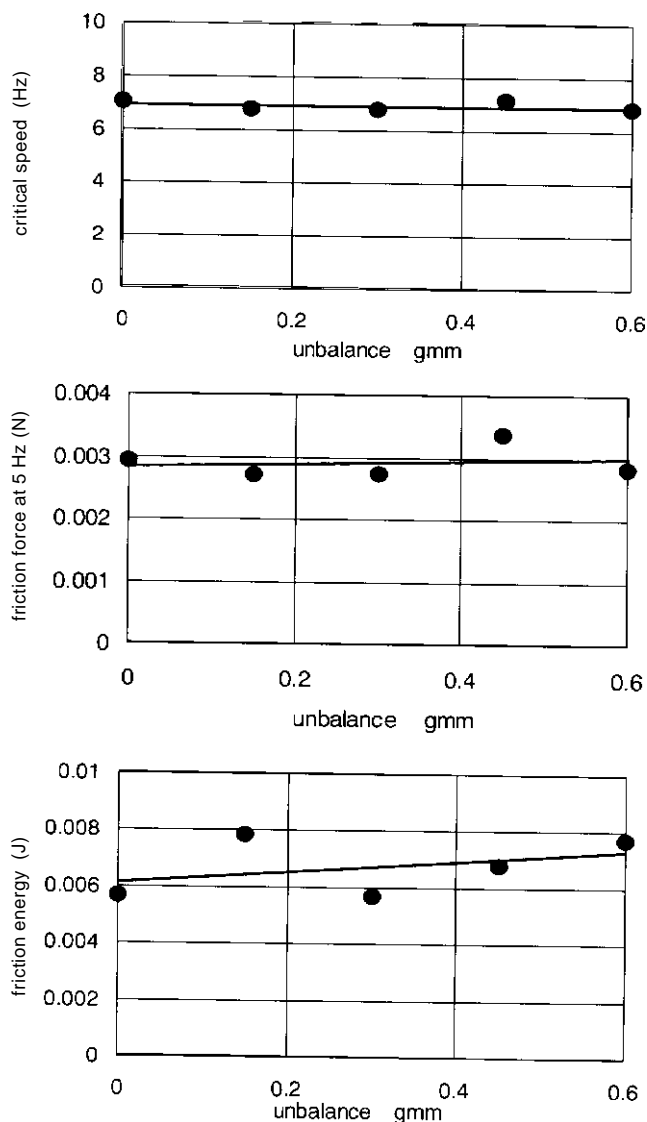 10
8
6
4
2
0
critical speed (Hz)
0 0.2 0.4 0.6
unbalance gmm
0.004
0.003
0.002
0.001
0
friction force at 5 Hz (N)
0 0.2 0.4 0.6
unbalance gmm
0.01
0.008
0.006
0.004
0.002
0
friction energy (J)
0 0.2 0.4 0.6
unbalance gmm